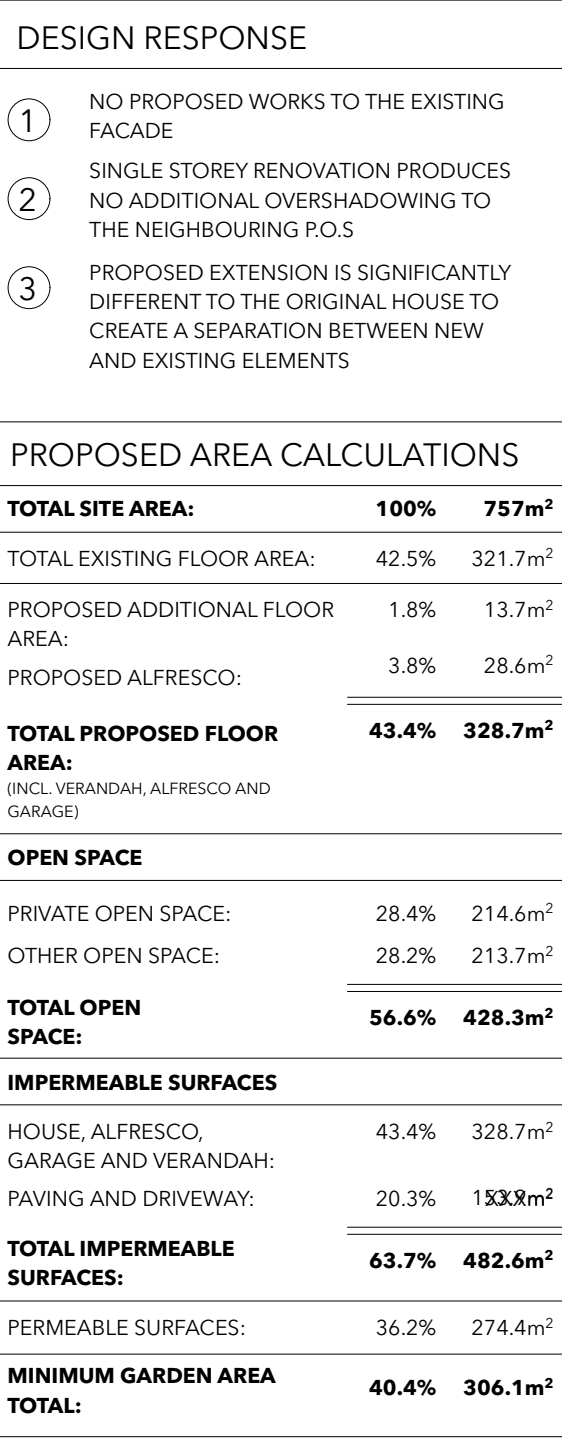 DESIGN RESPONSE
1
NO PROPOSED WORKS TO THE EXISTING
FACADE
2
SINGLE STOREY RENOVATION PRODUCES
NO ADDITIONAL OVERSHADOWING TO
THE NEIGHBOURING P.O.S
3
PROPOSED EXTENSION IS SIGNIFICANTLY
DIFFERENT TO THE ORIGINAL HOUSE TO
CREATE A SEPARATION BETWEEN NEW
AND EXISTING ELEMENTS
PROPOSED AREA CALCULATIONS
TOTAL SITE AREA: 100% 757m²
TOTAL EXISTING FLOOR AREA: 42.5% 321.7m²
PROPOSED ADDITIONAL FLOOR 1.8% 13.7m²
AREA:
PROPOSED ALFRESCO: 3.8% 28.6m²
TOTAL PROPOSED FLOOR 43.4% 328.7m²
AREA:
(INCL. VERANDAH, ALFRESCO AND
GARAGE)
OPEN SPACE
PRIVATE OPEN SPACE: 28.4% 214.6m²
OTHER OPEN SPACE: 28.2% 213.7m²
TOTAL OPEN 56.6% 428.3m²
SPACE:
IMPERMEABLE SURFACES
HOUSE, ALFRESCO, 43.4% 328.7m²
GARAGE AND VERANDAH:
PAVING AND DRIVEWAY: 20.3%
TOTAL IMPERMEABLE 63.7% 482.6m²
SURFACES:
PERMEABLE SURFACES: 36.2% 274.4m²
MINIMUM GARDEN AREA 40.4% 306.1m²
TOTAL: